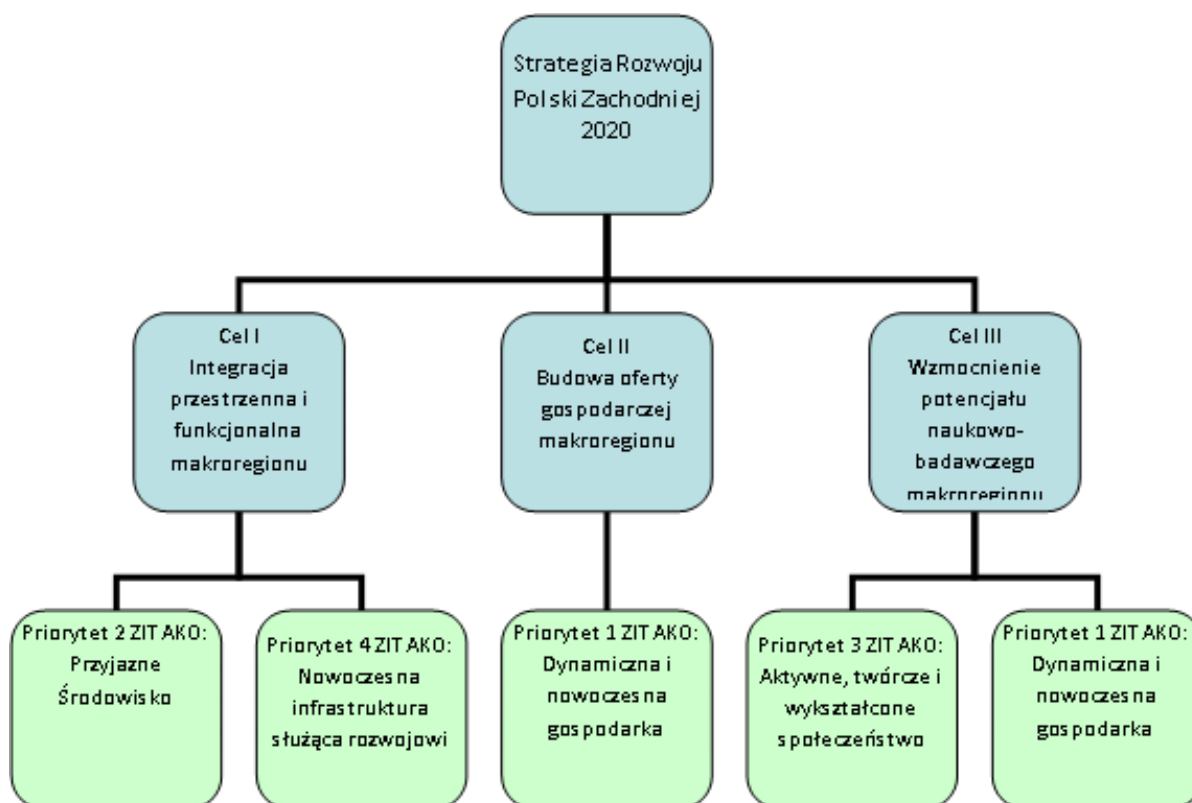 Strategia Rozwoju
Polski Zachodniej
2020
Cel I
Integracja
przestrzenna i
funkcjonalna
makroregionu
Cel II
Budowa oferty
gospodarczej
makroregionu
Cel III
Wzmocnienie
potencjału
naukowo-
badawczego
makroregionu
Priorytet 2 ZIT AKO:
Przyjazne
Środowisko
Priorytet 4 ZIT AKO:
Nowoczesna
infrastruktura
służąca rozwojowi
Priorytet 1 ZIT AKO:
Dynamiczna i
nowoczesna
gospodarka
Priorytet 3 ZIT AKO:
Aktywne, twórcze i
wykształcone
społeczeństwo
Priorytet 1 ZIT AKO:
Dynamiczna i
nowoczesna
gospodarka